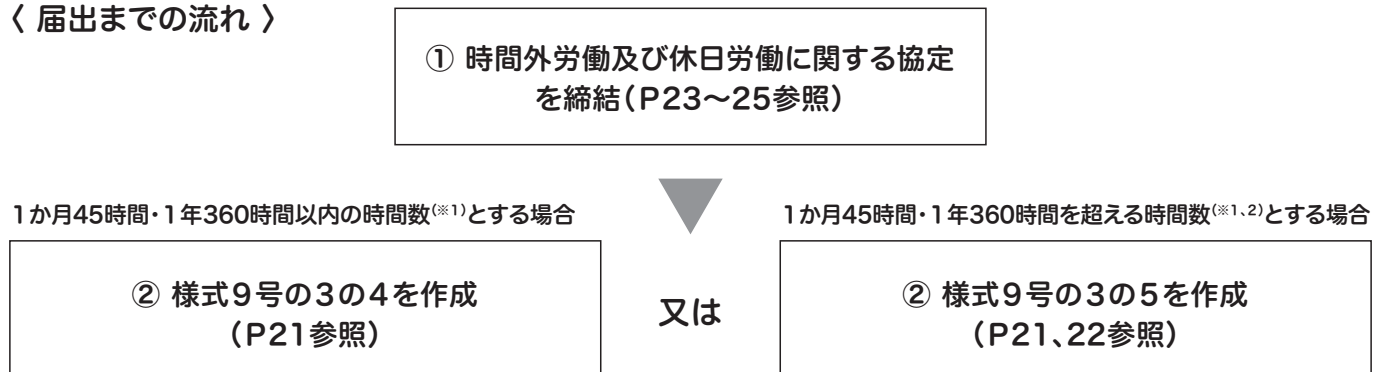 〈 届出までの流れ 〉
① 時間外労働及び休日労働に関する協定
を締結(P23～25参照)
1か月45時間・1年360時間以内の時間数(※1)とする場合
1か月45時間・1年360時間を超える時間数(※1、2)とする場合
② 様式9号の3の4を作成
(P21参照)
又は
② 様式9号の3の5を作成
(P21、22参照)